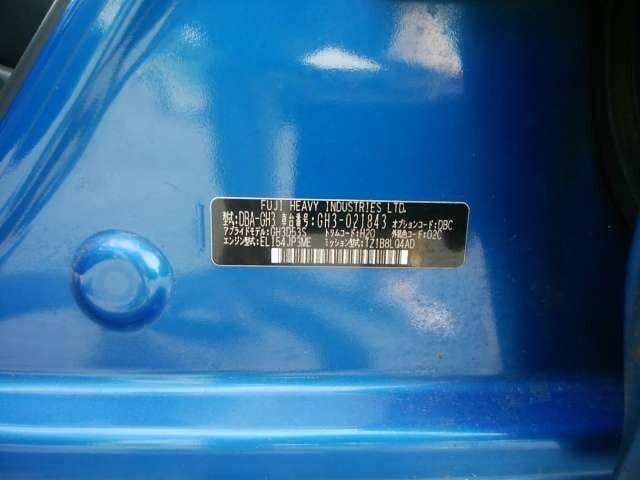 FUJI HEAVY INDUSTRIES LTD.
型式:DBA-GH3 車台番号:GH3-021843 オプションコード:DBC
アプライドモデル:GH3D53S トリムコード:H20 外装色コード:02C
エンジン型式:EL154JP3ME ミッション型式:TZ1B8LQ4AD